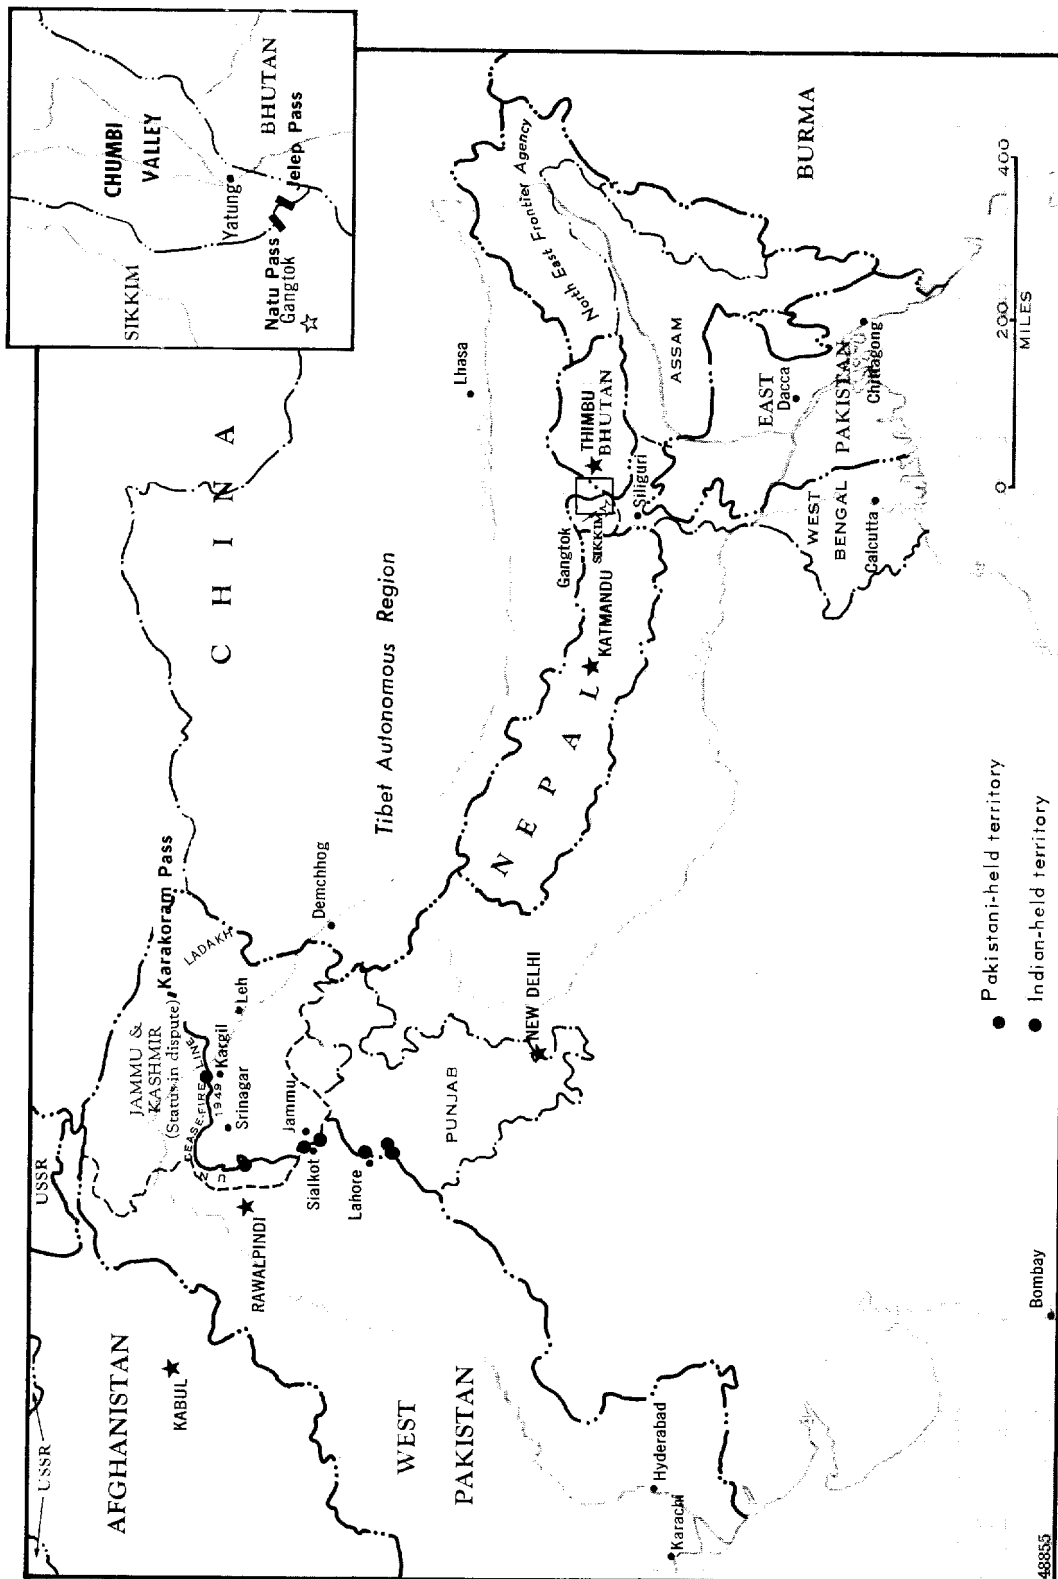 USSR
USSR
AFGHANISTAN
KABUL
WEST
PAKISTAN
RAWALPINDI
Hyderabad
Karachi
JAMMU &
KASHMIR
(Status in dispute)
Karakoram Pass
CEASE-FIRE LINE
1949
Kargil
Srinagar
LADAKH
Leh
Jammu
Sialkot
Lahore
Demchhog
PUNJAB
NEW DELHI
CHINA
Tibet Autonomous Region
Lhasa
NEPAL
KATMANDU
Gangtok
SIKKIM
THIMBU
BHUTAN
Siliguri
North East Frontier Agency
ASSAM
BURMA
EAST
PAKISTAN
Dacca
Chittagong
WEST
BENGAL
Calcutta
Bombay
SIKKIM
CHUMBI
VALLEY
BHUTAN
Yatung
Natu Pass
Jelep Pass
Gangtok
Pakistani-held territory
Indian-held territory
0 200 400
MILES
48855